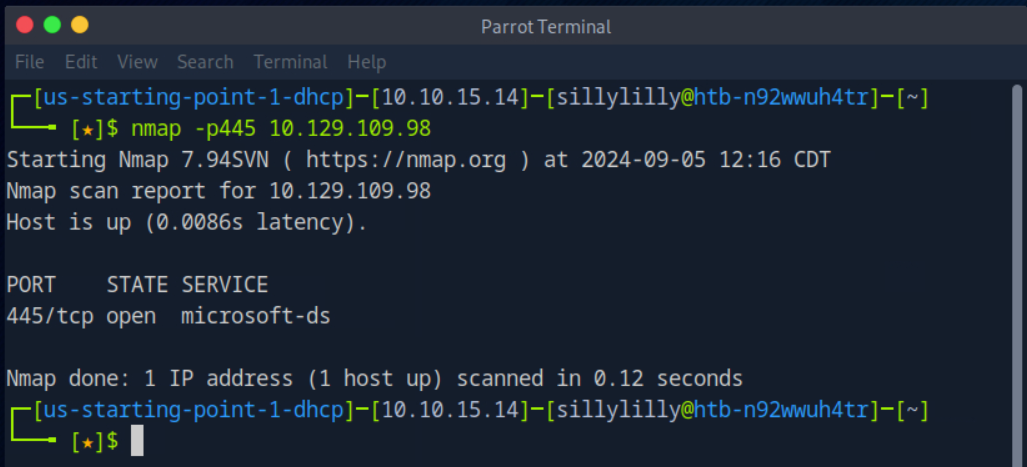 Parrot Terminal
File Edit View Search Terminal Help
┌─[us-starting-point-1-dhcp]─[10.10.15.14]─[sillylilly@htb-n92wwuh4tr]─[~]
└──╼ [★]$ nmap -p445 10.129.109.98
Starting Nmap 7.94SVN ( https://nmap.org ) at 2024-09-05 12:16 CDT
Nmap scan report for 10.129.109.98
Host is up (0.0086s latency).
PORT    STATE SERVICE
445/tcp open  microsoft-ds
Nmap done: 1 IP address (1 host up) scanned in 0.12 seconds
┌─[us-starting-point-1-dhcp]─[10.10.15.14]─[sillylilly@htb-n92wwuh4tr]─[~]
└──╼ [★]$